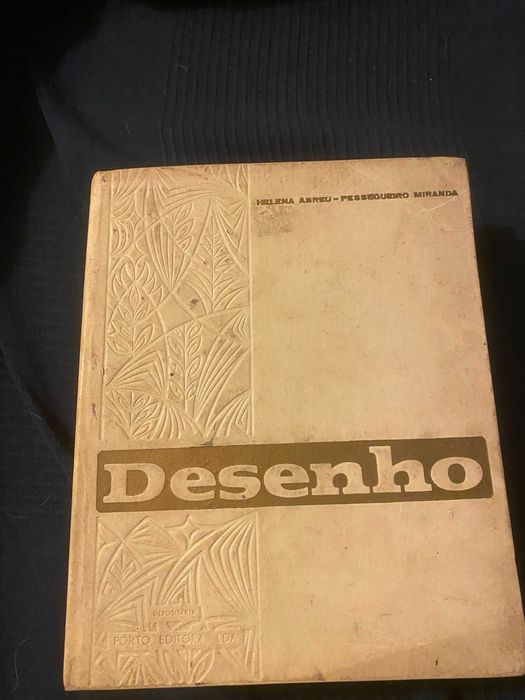 HELENA ABREU - PESSEGUEIRO MIRANDA
Desenho
DEPOSITÁRIA
PORTO EDITORA, LDA